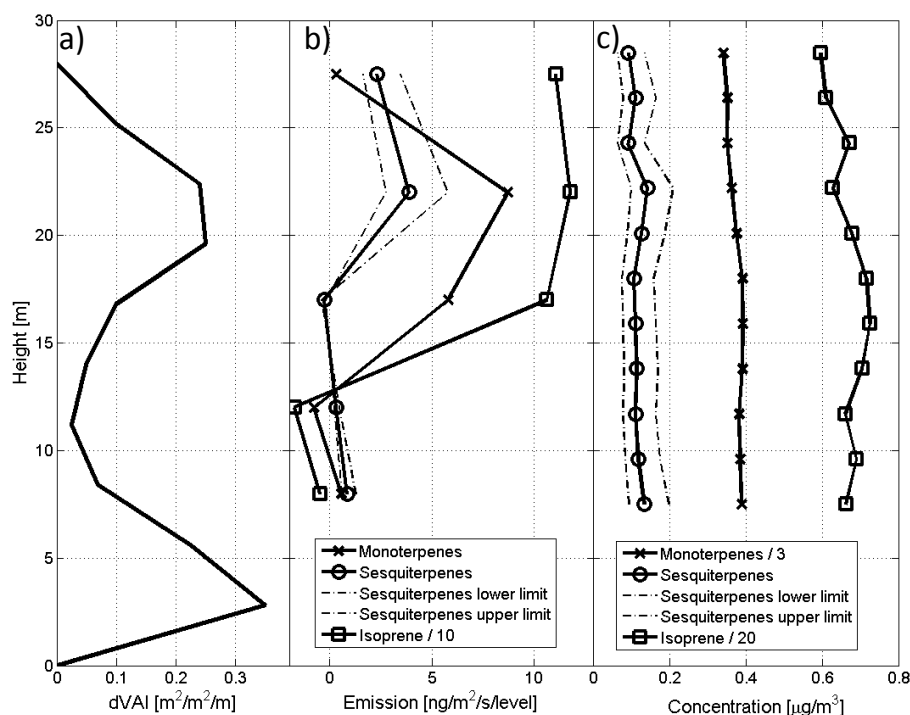 a)
b)
c)
30
25
20
15
10
5
0
Height [m]
0 0.1 0.2 0.3
dVAI [m²/m²/m]
0 5 10
Emission [ng/m²/s/level]
0 0.2 0.4 0.6 0.8
Concentration [µg/m³]
Monoterpenes
Sesquiterpenes
Sesquiterpenes lower limit
Sesquiterpenes upper limit
Isoprene / 10
Monoterpenes / 3
Sesquiterpenes
Sesquiterpenes lower limit
Sesquiterpenes upper limit
Isoprene / 20